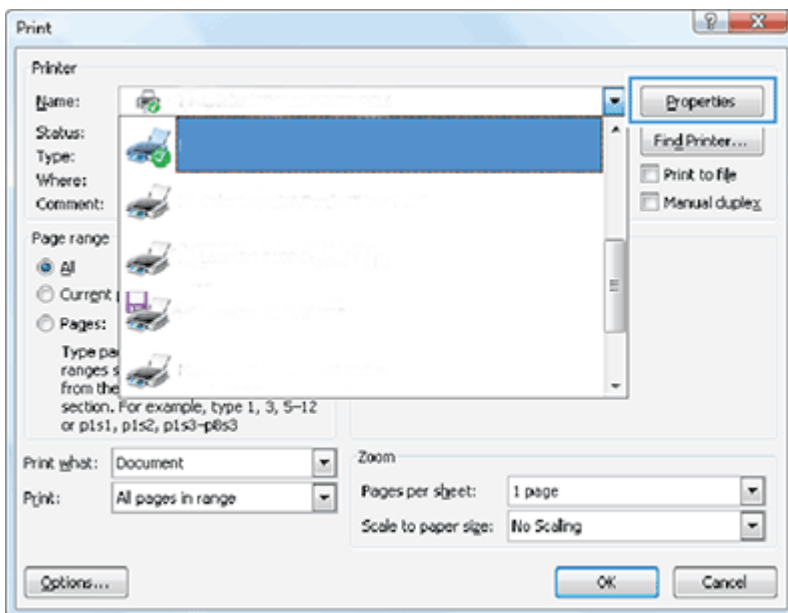 Print
Printer
Name:
Properties
Status:
Find Printer...
Type:
Print to file
Where:
Comment:
Manual duplex
Page range
All
Current
Pages:
Type pa
ranges s
from the
section. For example, type 1, 3, 5–12
or p1s1, p1s2, p1s3–p8s3
Print what: Document
Print: All pages in range
Zoom
Pages per sheet: 1 page
Scale to paper size: No Scaling
Options...
OK
Cancel